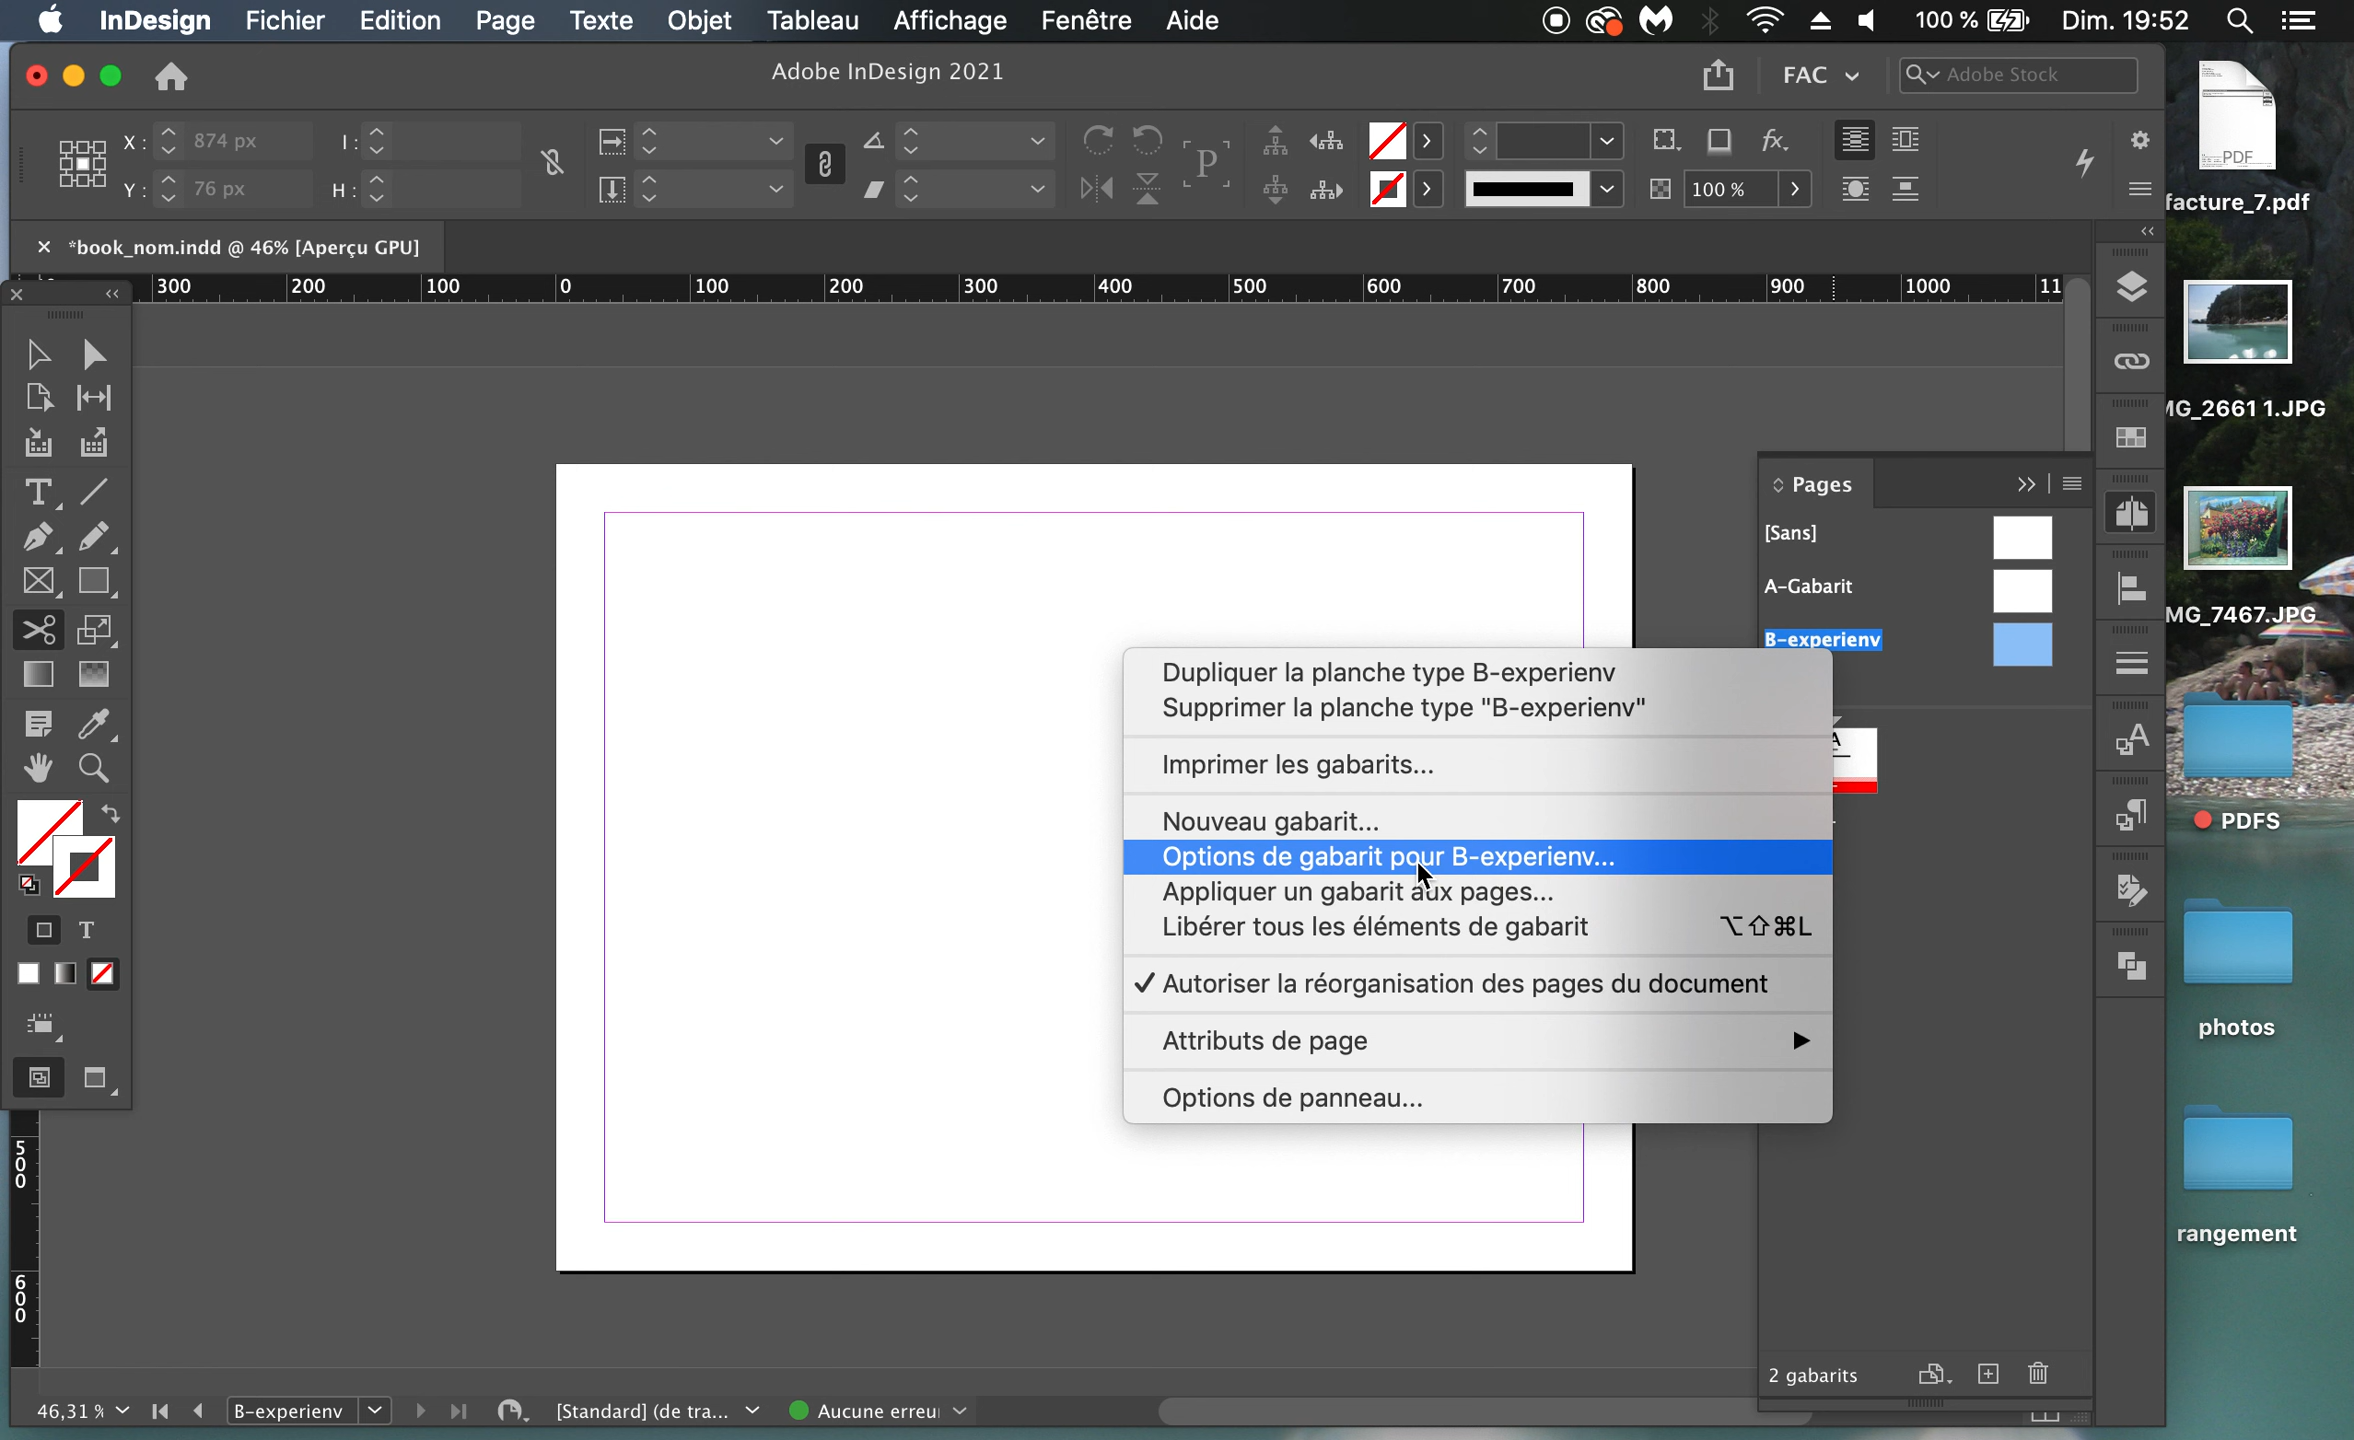 InDesign Fichier Edition Page Texte Objet Tableau Affichage Fenêtre Aide 100 % Dim. 19:52
Adobe InDesign 2021 FAC Adobe Stock
X : 874 px I :
Y : 76 px H : 100 %
P
fx
*book_nom.indd @ 46% [Aperçu GPU]
300 200 100 0 100 200 300 400 500 600 700 800 900 1000 11
Pages
[Sans]
A-Gabarit
B-experienv
Dupliquer la planche type B-experienv
Supprimer la planche type "B-experienv"
Imprimer les gabarits...
Nouveau gabarit...
Options de gabarit pour B-experienv...
Appliquer un gabarit aux pages...
Libérer tous les éléments de gabarit ⌥⇧⌘L
✓ Autoriser la réorganisation des pages du document
Attributs de page
Options de panneau...
A
T
T
500
600
2 gabarits
46,31 % B-experienv [Standard] (de tra... Aucune erreu
PDF
facture_7.pdf
MG_2661 1.JPG
MG_7467.JPG
PDFS
photos
rangement